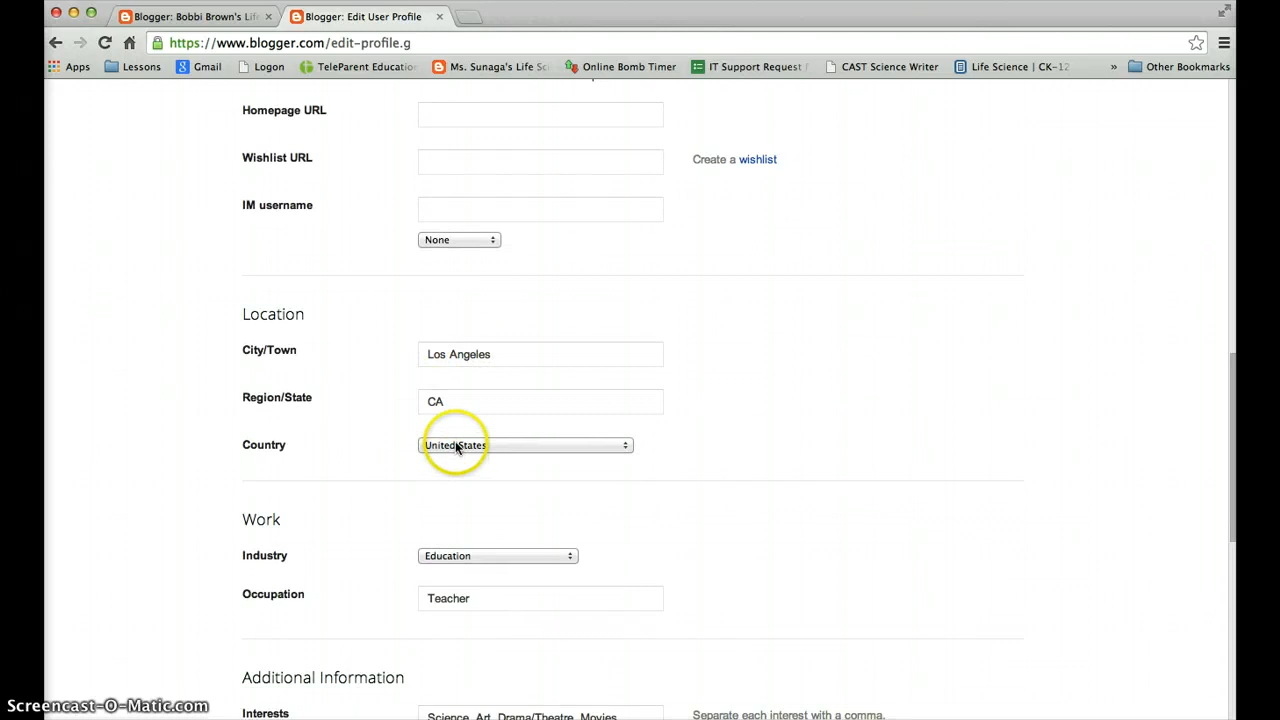 Blogger: Bobbi Brown's Life
Blogger: Edit User Profile
https://www.blogger.com/edit-profile.g
Apps Lessons Gmail Logon TeleParent Education Ms. Suriaga's Life Sc Online Bomb Timer IT Support Request CAST Science Writer Life Science | CK-12 » Other Bookmarks
Homepage URL
Wishlist URL Create a wishlist
IM username
None
Location
City/Town Los Angeles
Region/State CA
Country United States
Work
Industry Education
Occupation Teacher
Additional Information
Interests Science, Art, Drama/Theatre, Movies Separate each interest with a comma.
Screencast-O-Matic.com